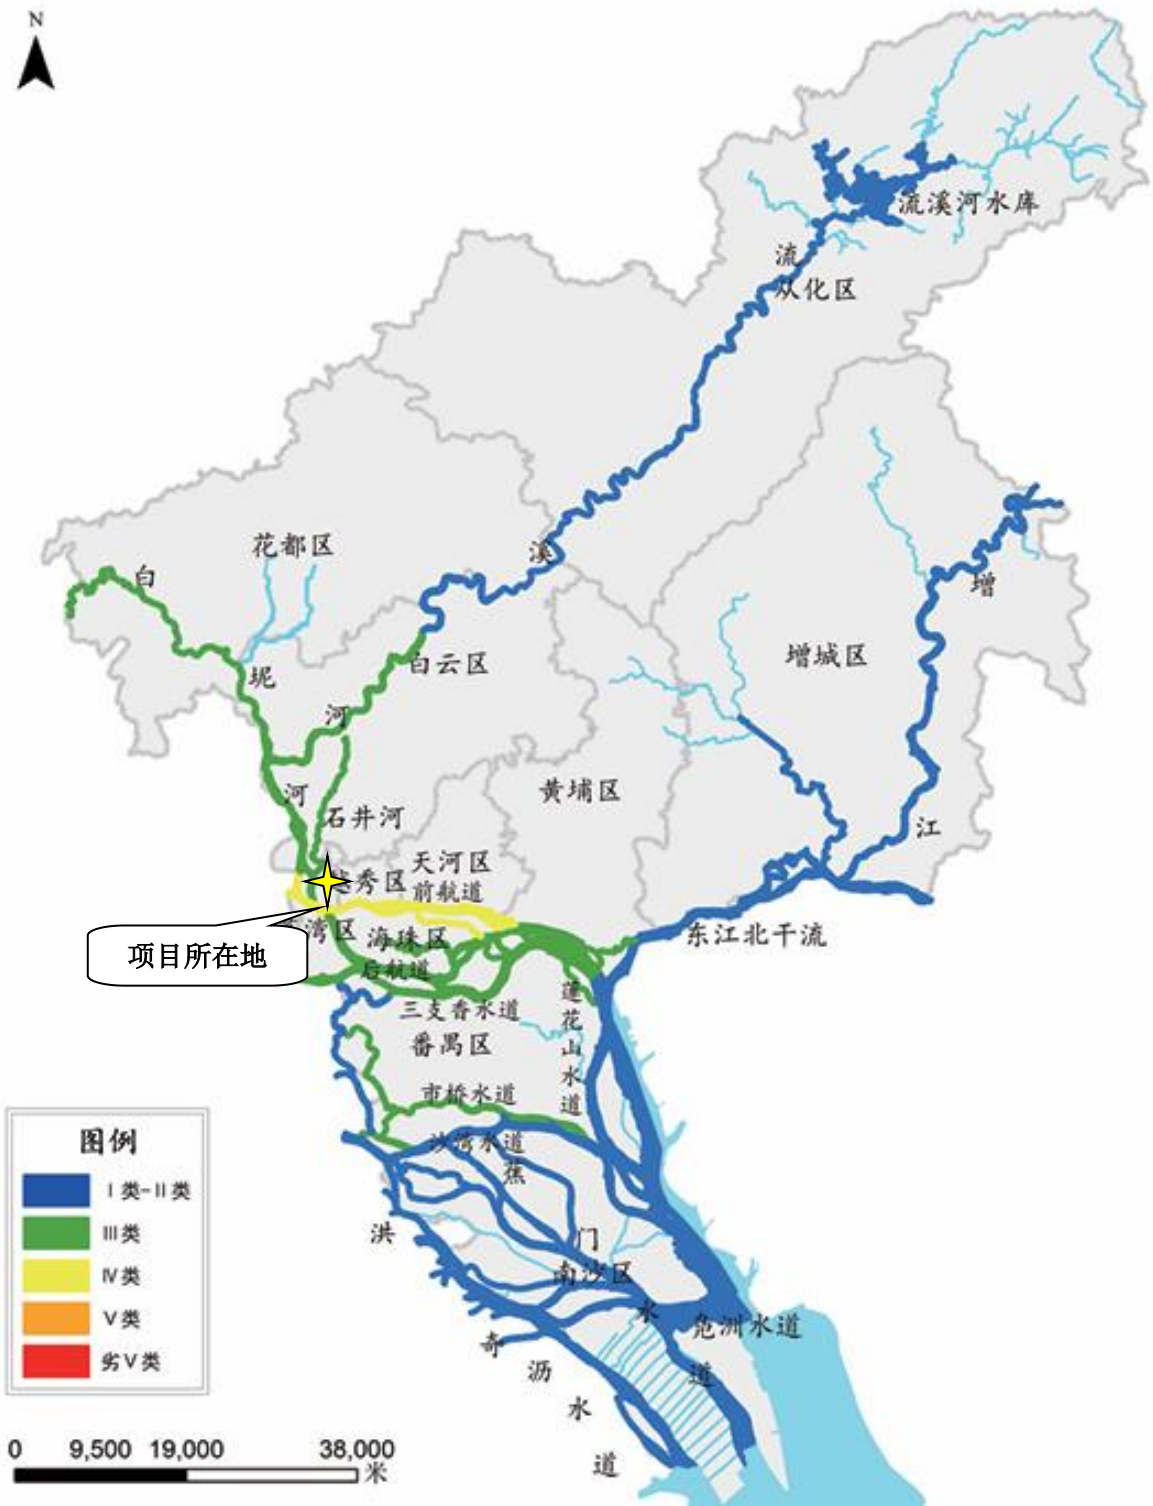 N
流溪河水库
流
从化区
花都区
溪
白
增
增城区
白云区
坭
河
黄埔区
河
石井河
江
天河区
越秀区
前航道
荔湾区
海珠区
东江北干流
项目所在地
后航道
莲花山水道
三支香水道
番禺区
市桥水道
沙湾水道
蕉
洪
门
南沙区
水
凫洲水道
奇
道
沥
水
道
图例
Ⅰ类-Ⅱ类
Ⅲ类
Ⅳ类
Ⅴ类
劣Ⅴ类
0 9,500 19,000 38,000
米